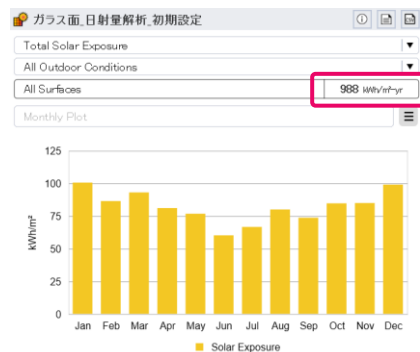 ガラス面_日射量解析_初期設定
Total Solar Exposure
All Outdoor Conditions
All Surfaces 988 kWh/m²-yr
Monthly Plot
125
100
75
50
25
0
kWh/m²
Jan Feb Mar Apr May Jun Jul Aug Sep Oct Nov Dec
Solar Exposure